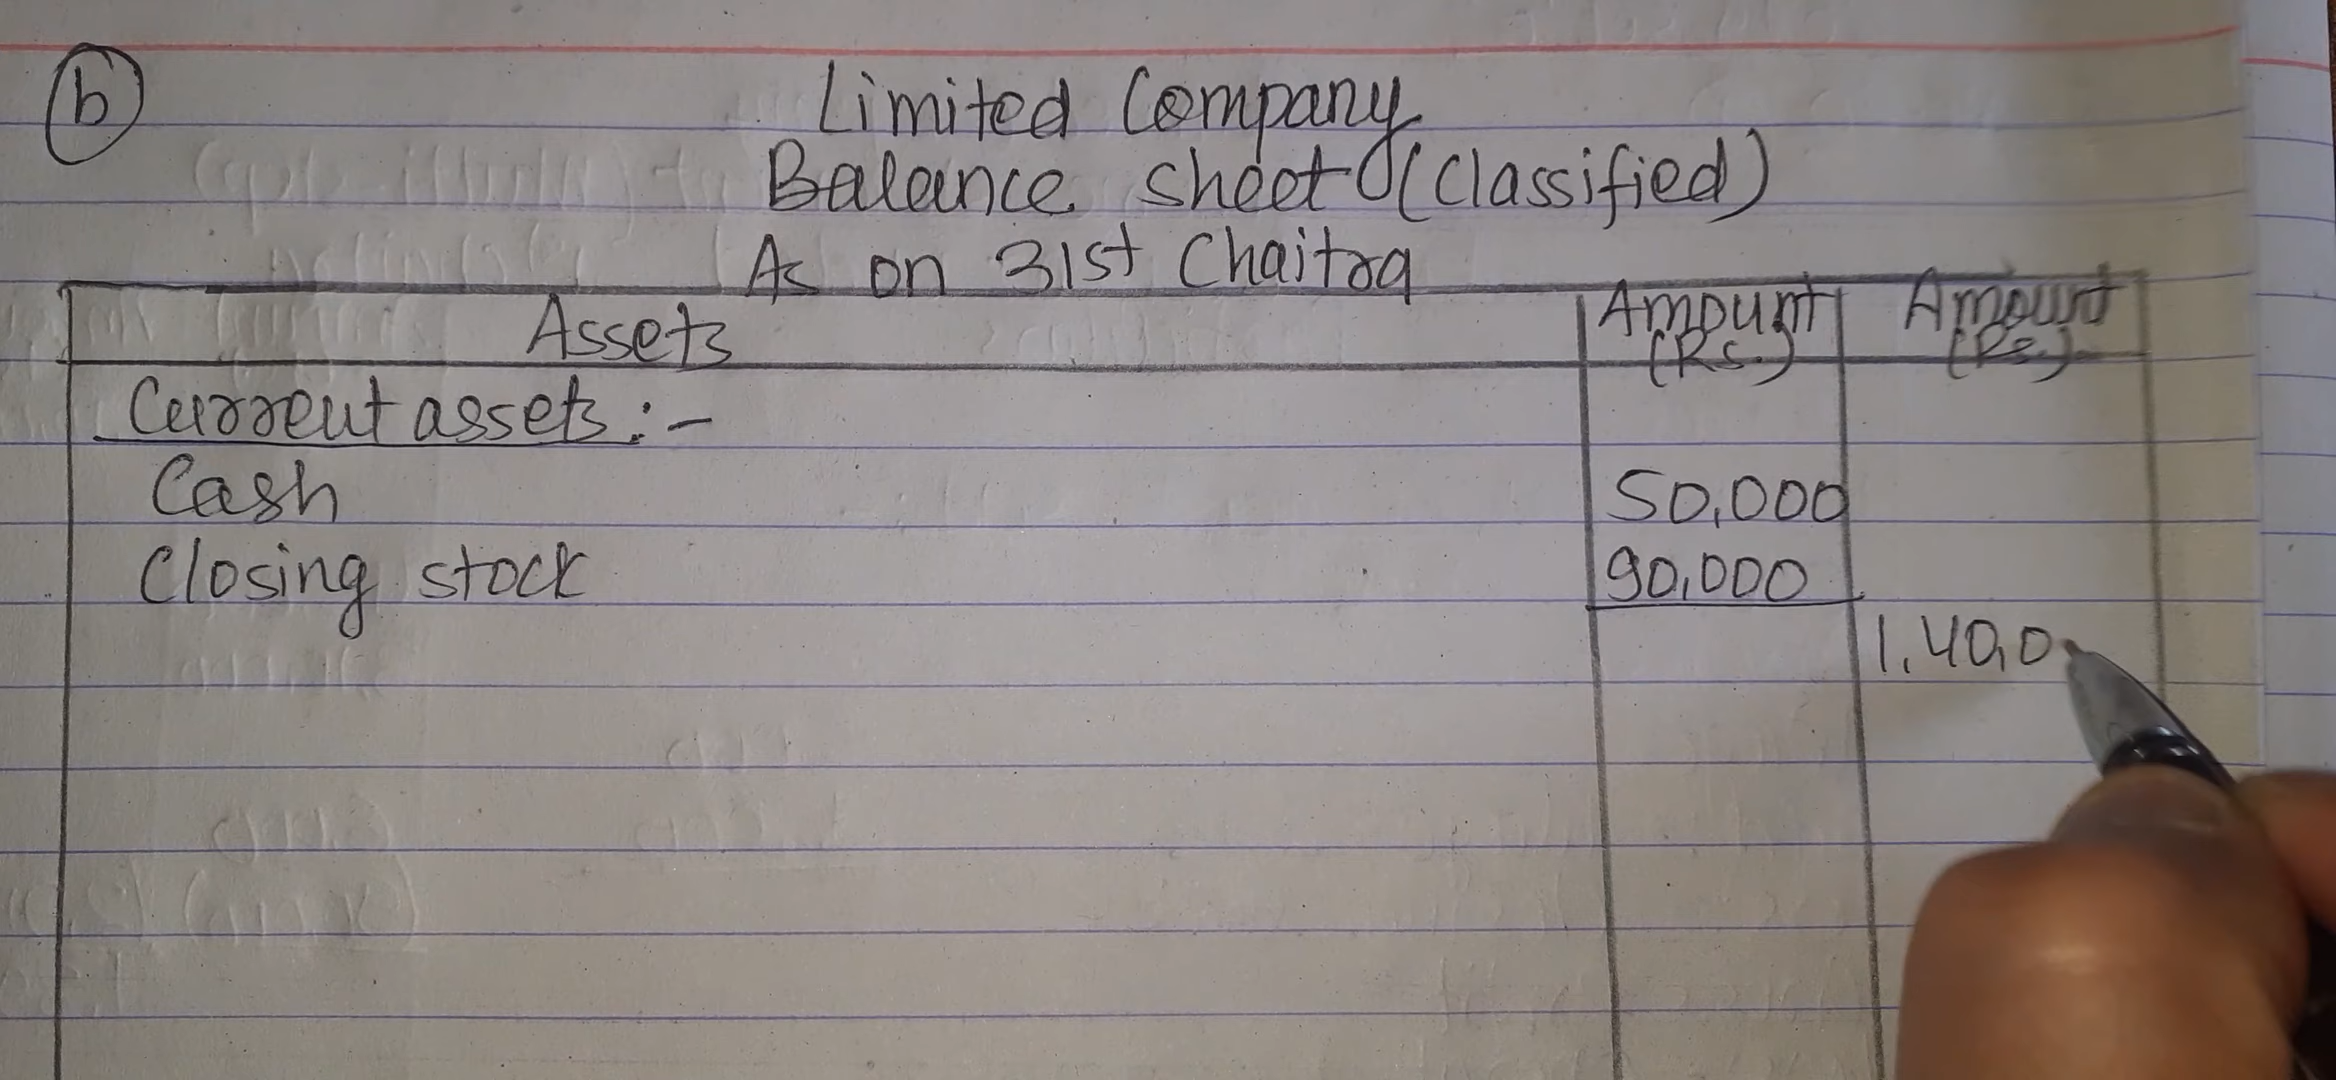 b
Limited Company
Balance sheet (Classified)
As on 31st Chaitra
Assets Amount (Rs.) Amount (Rs.)
Current assets :-
Cash 50,000
Closing stock 90,000
1,40,0